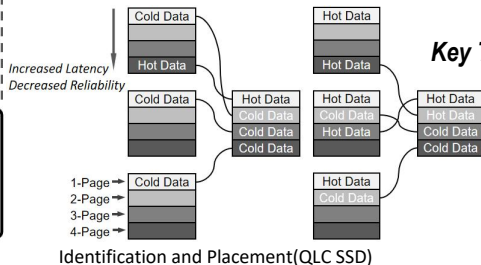 Cold Data
Hot Data
Increased Latency
Decreased Reliability
Cold Data
Hot Data
Cold Data
Cold Data
Cold Data
1-Page
Cold Data
2-Page
3-Page
4-Page
Hot Data
Hot Data
Hot Data
Cold Data
Hot Data
Hot Data
Cold Data
Hot Data
Hot Data
Cold Data
Cold Data
Key
Identification and Placement(QLC SSD)